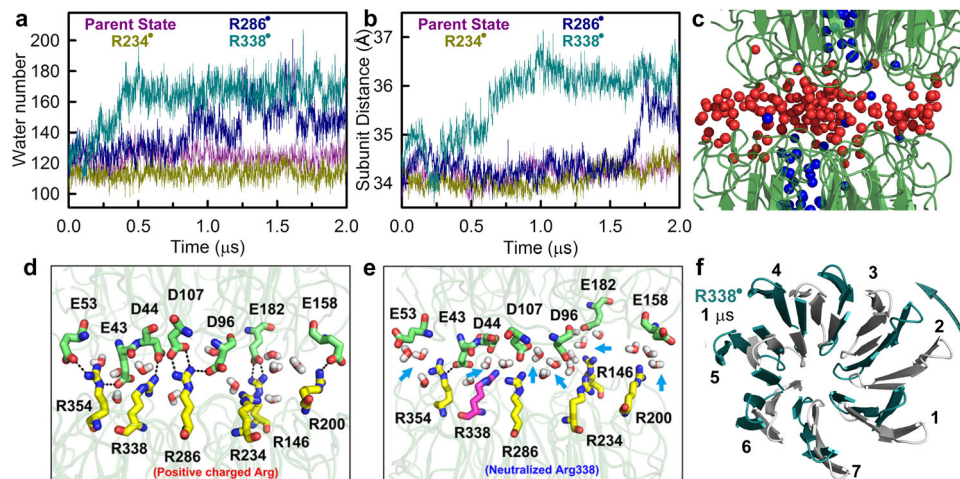 a
Parent State R286•
R234• R338•
Water number
200
180
160
140
120
100
0.0 0.5 1.0 1.5 2.0
Time (μs)
b
Parent State R286•
R234• R338•
Subunit Distance (Å)
37
36
35
34
0.0 0.5 1.0 1.5 2.0
Time (μs)
c
d
E53 E43 D44 D107 D96 E182 E158
R354 R338 R286 R234 R146 R200
(Positive charged Arg)
e
E53 E43 D44 D107 D96 E182 E158
R354 R338 R286 R234 R146 R200
(Neutralized Arg338)
f
R338•
1 μs
4 3
2
5
1
6
7